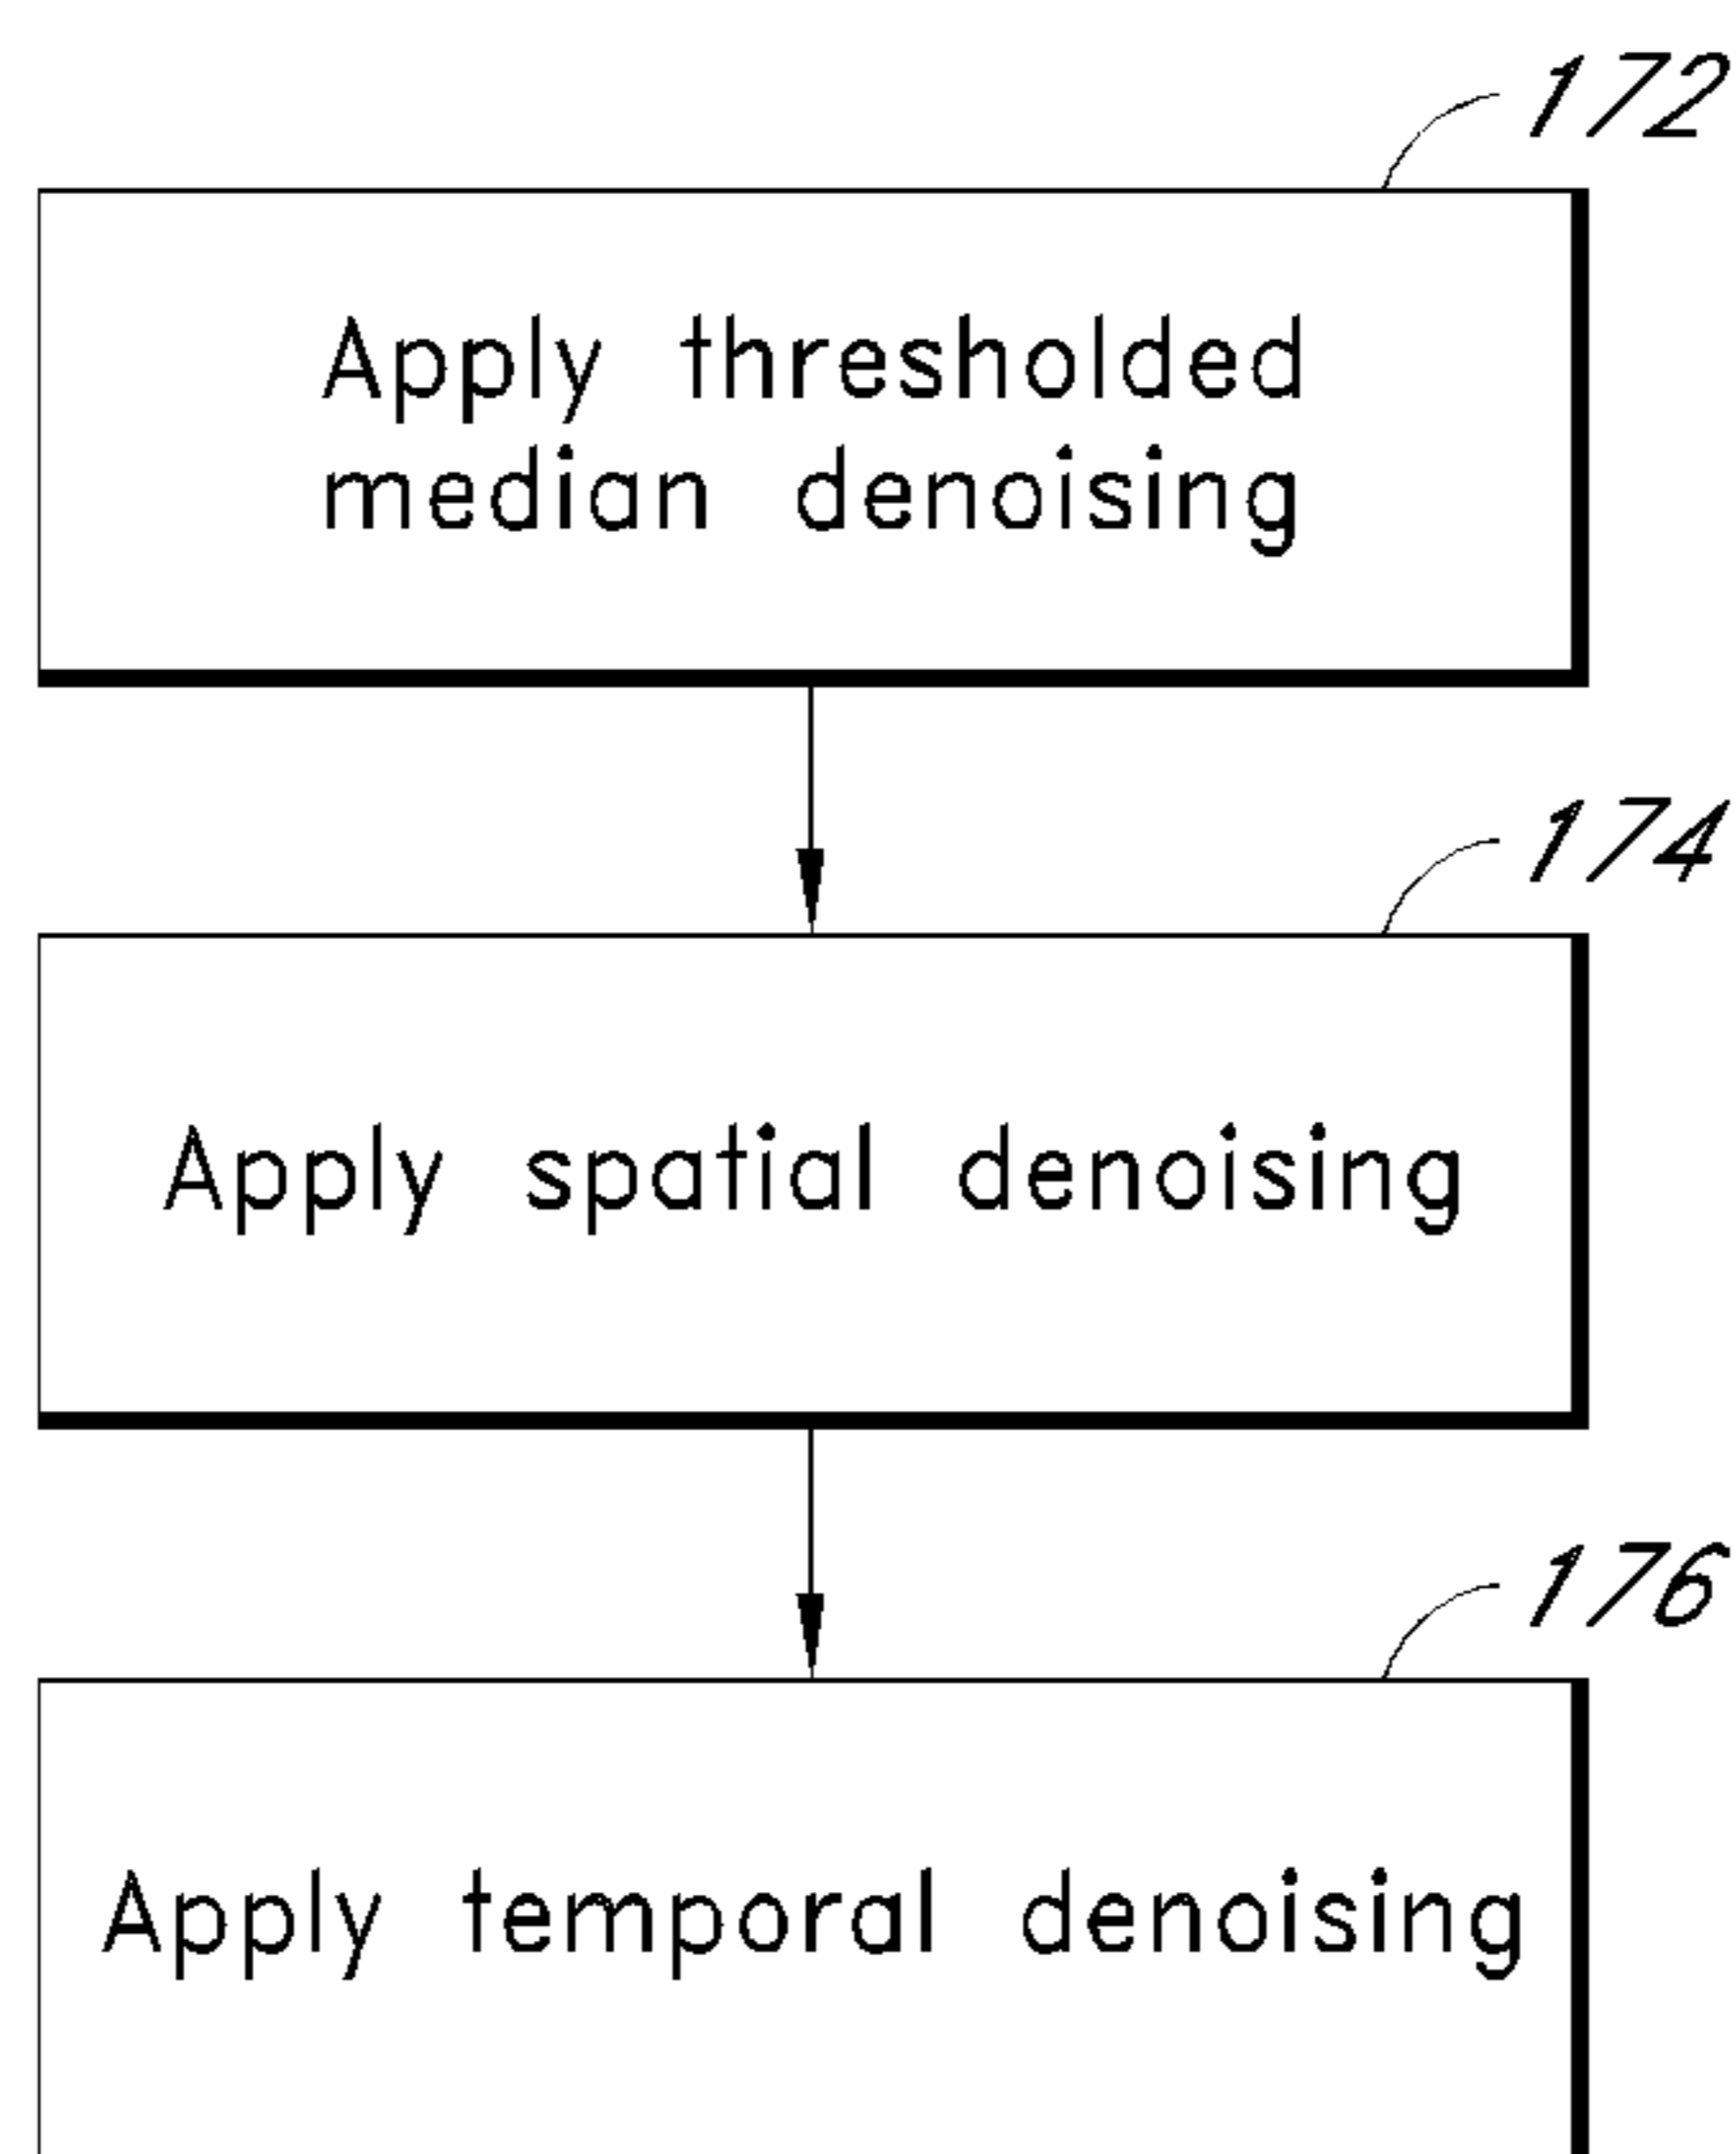 172
Apply thresholded
median denoising
174
Apply spatial denoising
176
Apply temporal denoising